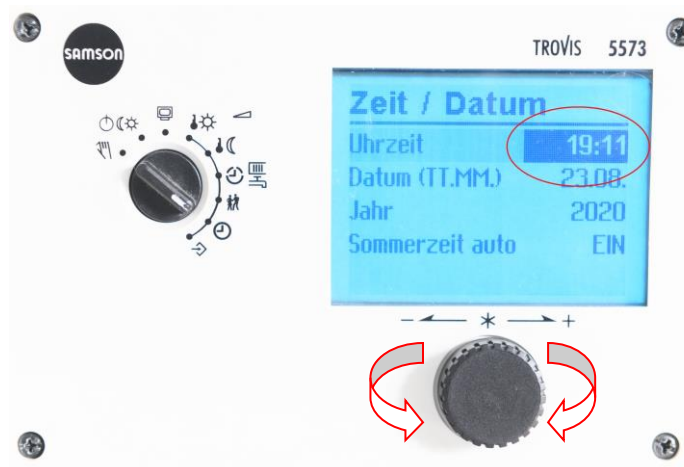 SAMSON
TROVIS 5573
Zeit / Datum
Uhrzeit 19:11
Datum (TT.MM.) 23.08.
Jahr 2020
Sommerzeit auto EIN
- * +